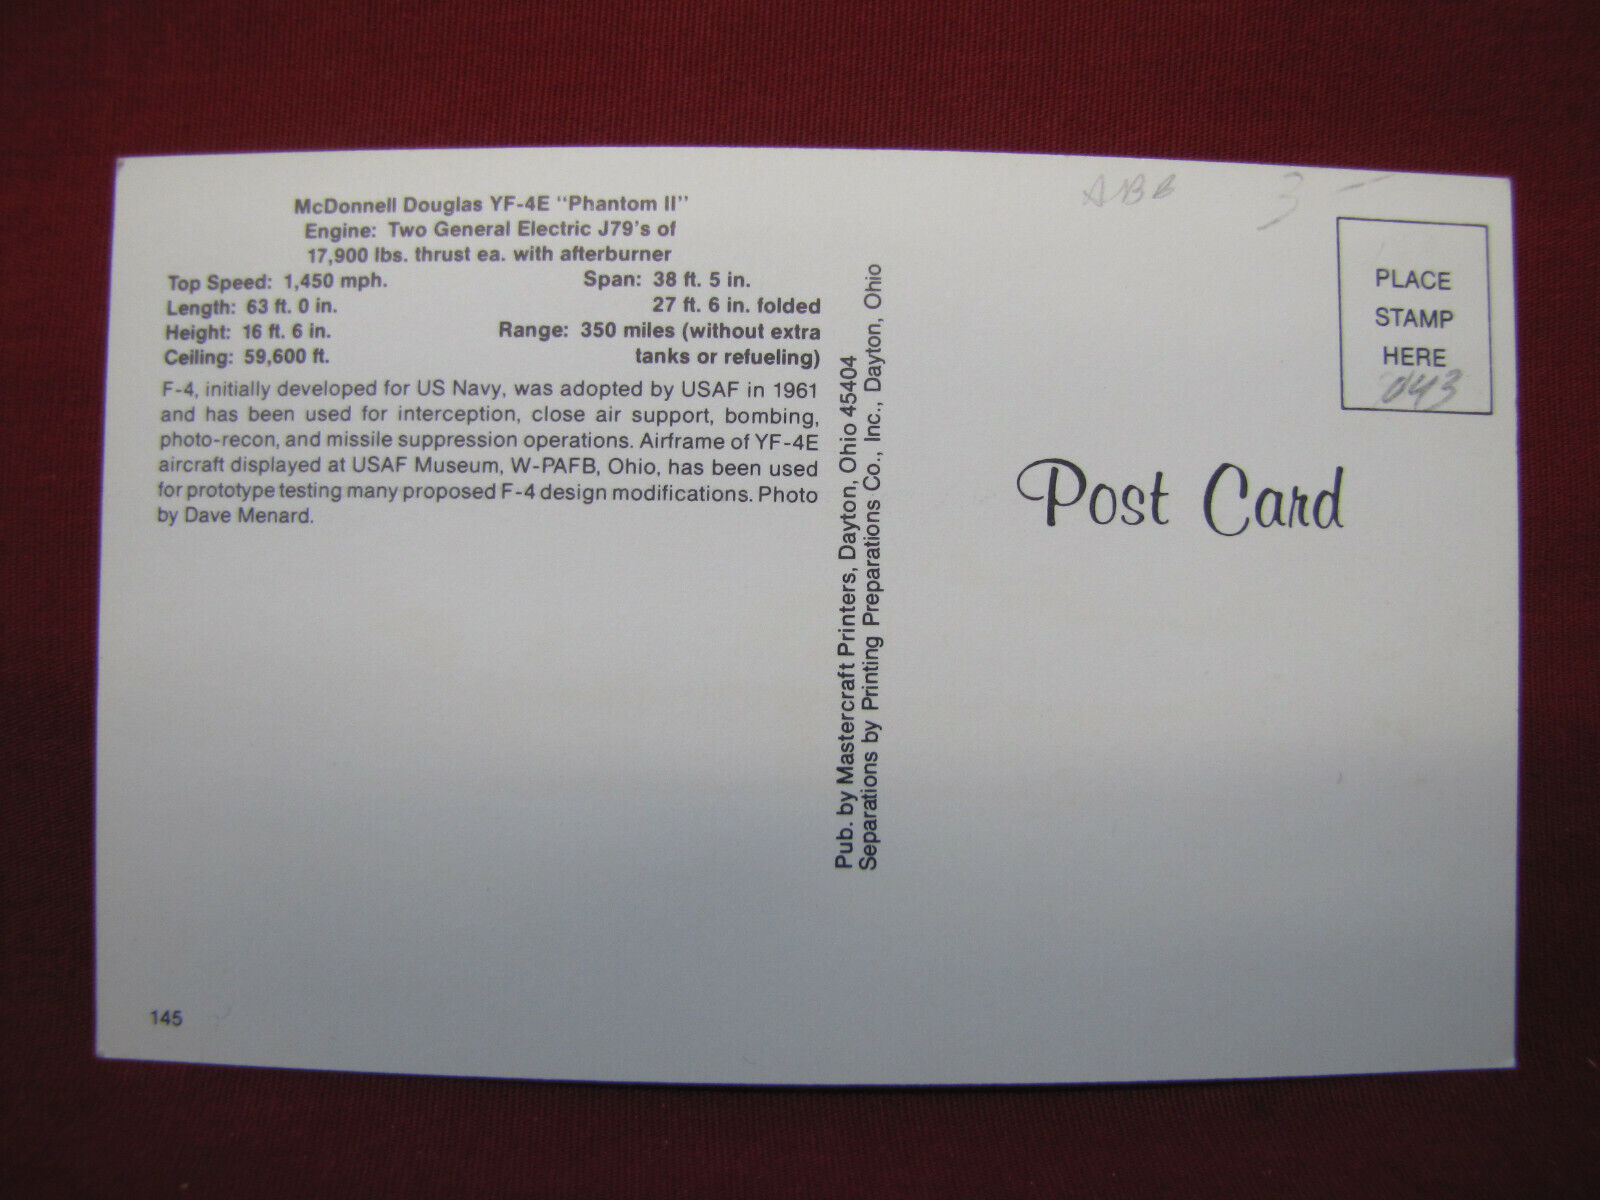 McDonnell Douglas YF-4E "Phantom II"
Engine: Two General Electric J79's of
17,900 lbs. thrust ea. with afterburner
Top Speed: 1,450 mph. Span: 38 ft. 5 in.
Length: 63 ft. 0 in. 27 ft. 6 in. folded
Height: 16 ft. 6 in. Range: 350 miles (without extra
Ceiling: 59,600 ft. tanks or refueling)
F-4, initially developed for US Navy, was adopted by USAF in 1961
and has been used for interception, close air support, bombing,
photo-recon, and missile suppression operations. Airframe of YF-4E
aircraft displayed at USAF Museum, W-PAFB, Ohio, has been used
for prototype testing many proposed F-4 design modifications. Photo
by Dave Menard.
145
Pub. by Mastercraft Printers, Dayton, Ohio 45404
Separations by Printing Preparations Co., Inc., Dayton, Ohio
ABB 3 —
PLACE
STAMP
HERE
043
Post Card